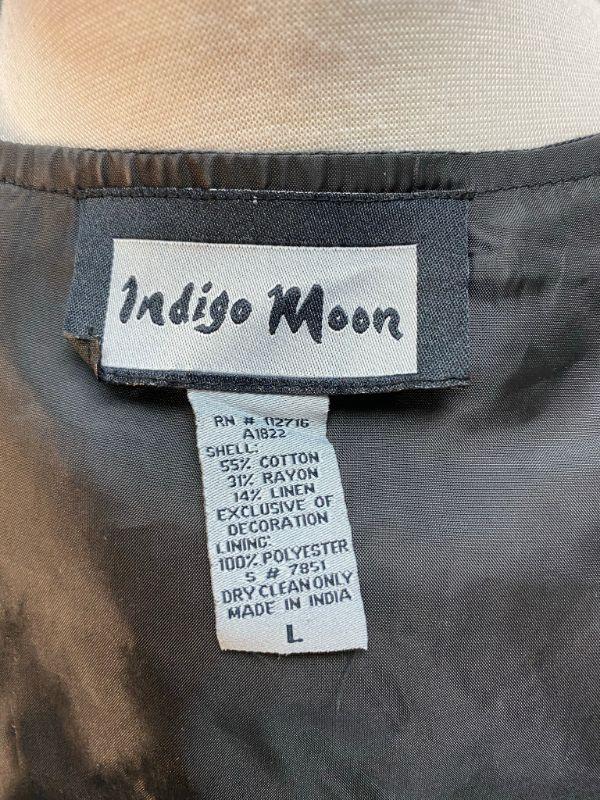 Indigo Moon
RN # 112716
A1822
SHELL:
55% COTTON
31% RAYON
14% LINEN
EXCLUSIVE OF
DECORATION
LINING:
100% POLYESTER
S # 7851
DRY CLEAN ONLY
MADE IN INDIA
L